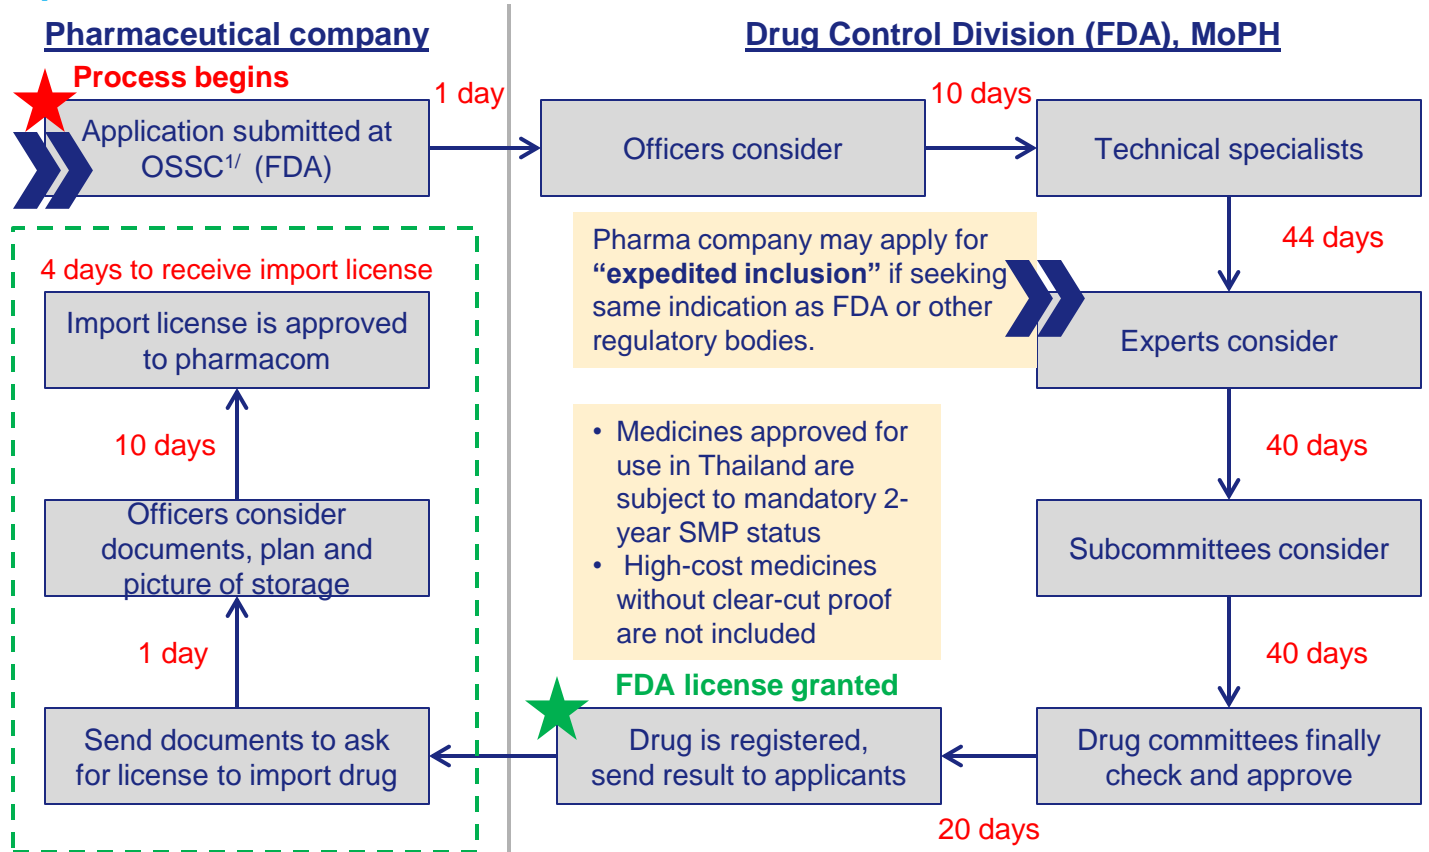 Pharmaceutical company
Drug Control Division (FDA), MoPH
Process begins
1 day
10 days
Application submitted at
OSSC1/ (FDA)
Officers consider
Technical specialists
44 days
Pharma company may apply for
“expedited inclusion” if seeking
same indication as FDA or other
regulatory bodies.
Experts consider
40 days
• Medicines approved for
use in Thailand are
subject to mandatory 2-
year SMP status
• High-cost medicines
without clear-cut proof
are not included
Subcommittees consider
40 days
Drug committees finally
check and approve
20 days
FDA license granted
Drug is registered,
send result to applicants
Send documents to ask
for license to import drug
1 day
Officers consider
documents, plan and
picture of storage
10 days
Import license is approved
to pharmacom
4 days to receive import license